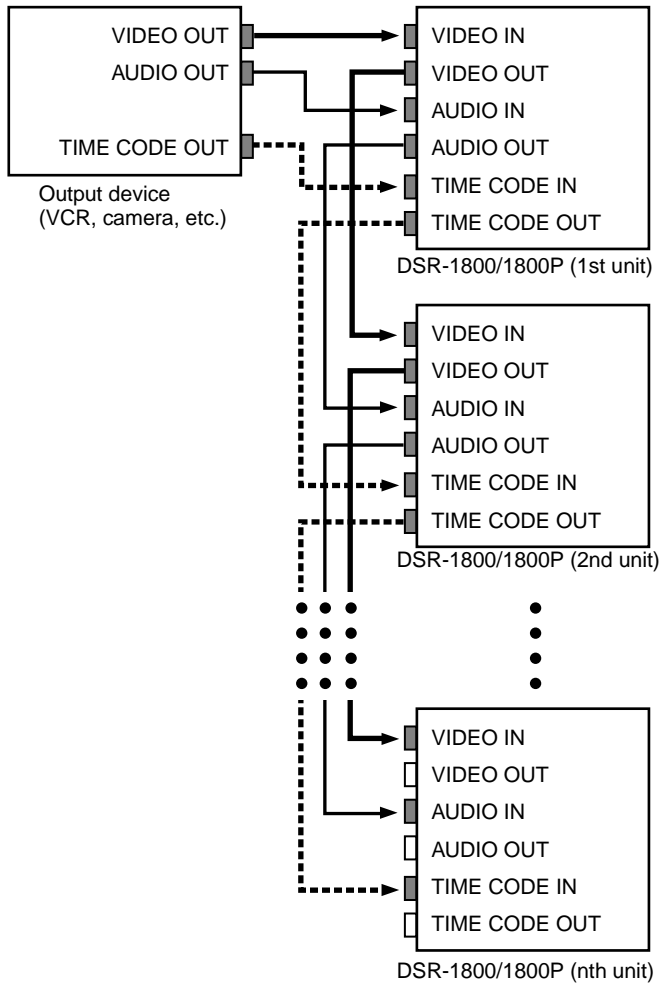 VIDEO OUT
AUDIO OUT
TIME CODE OUT
Output device
(VCR, camera, etc.)
VIDEO IN
VIDEO OUT
AUDIO IN
AUDIO OUT
TIME CODE IN
TIME CODE OUT
DSR-1800/1800P (1st unit)
VIDEO IN
VIDEO OUT
AUDIO IN
AUDIO OUT
TIME CODE IN
TIME CODE OUT
DSR-1800/1800P (2nd unit)
VIDEO IN
VIDEO OUT
AUDIO IN
AUDIO OUT
TIME CODE IN
TIME CODE OUT
DSR-1800/1800P (nth unit)